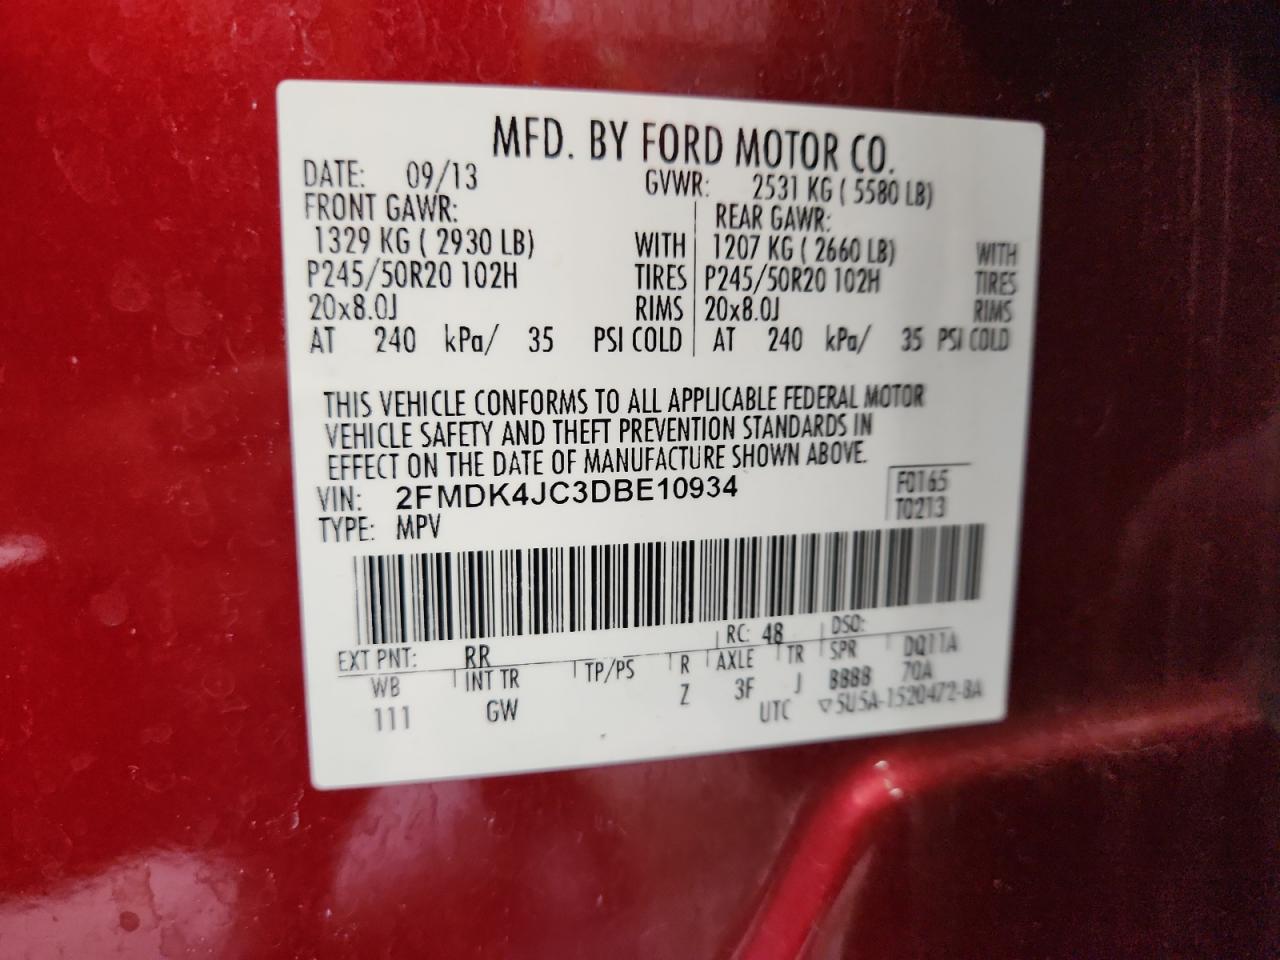 MFD. BY FORD MOTOR CO.
DATE: 09/13 GVWR: 2531 KG ( 5580 LB)
FRONT GAWR: REAR GAWR:
1329 KG ( 2930 LB) WITH 1207 KG ( 2660 LB) WITH
P245/50R20 102H TIRES P245/50R20 102H TIRES
20x8.0J RIMS 20x8.0J RIMS
AT 240 kPa/ 35 PSI COLD AT 240 kPa/ 35 PSI COLD
THIS VEHICLE CONFORMS TO ALL APPLICABLE FEDERAL MOTOR
VEHICLE SAFETY AND THEFT PREVENTION STANDARDS IN
EFFECT ON THE DATE OF MANUFACTURE SHOWN ABOVE.
VIN: 2FMDK4JC3DBE10934 F0165
TYPE: MPV T0213
EXT PNT: RR RC: 48 DSO:
WB INT TR TP/PS R AXLE TR SPR DQ11A
111 GW Z 3F J BBBB 70A
UTC ▽5U5A-1520472-BA